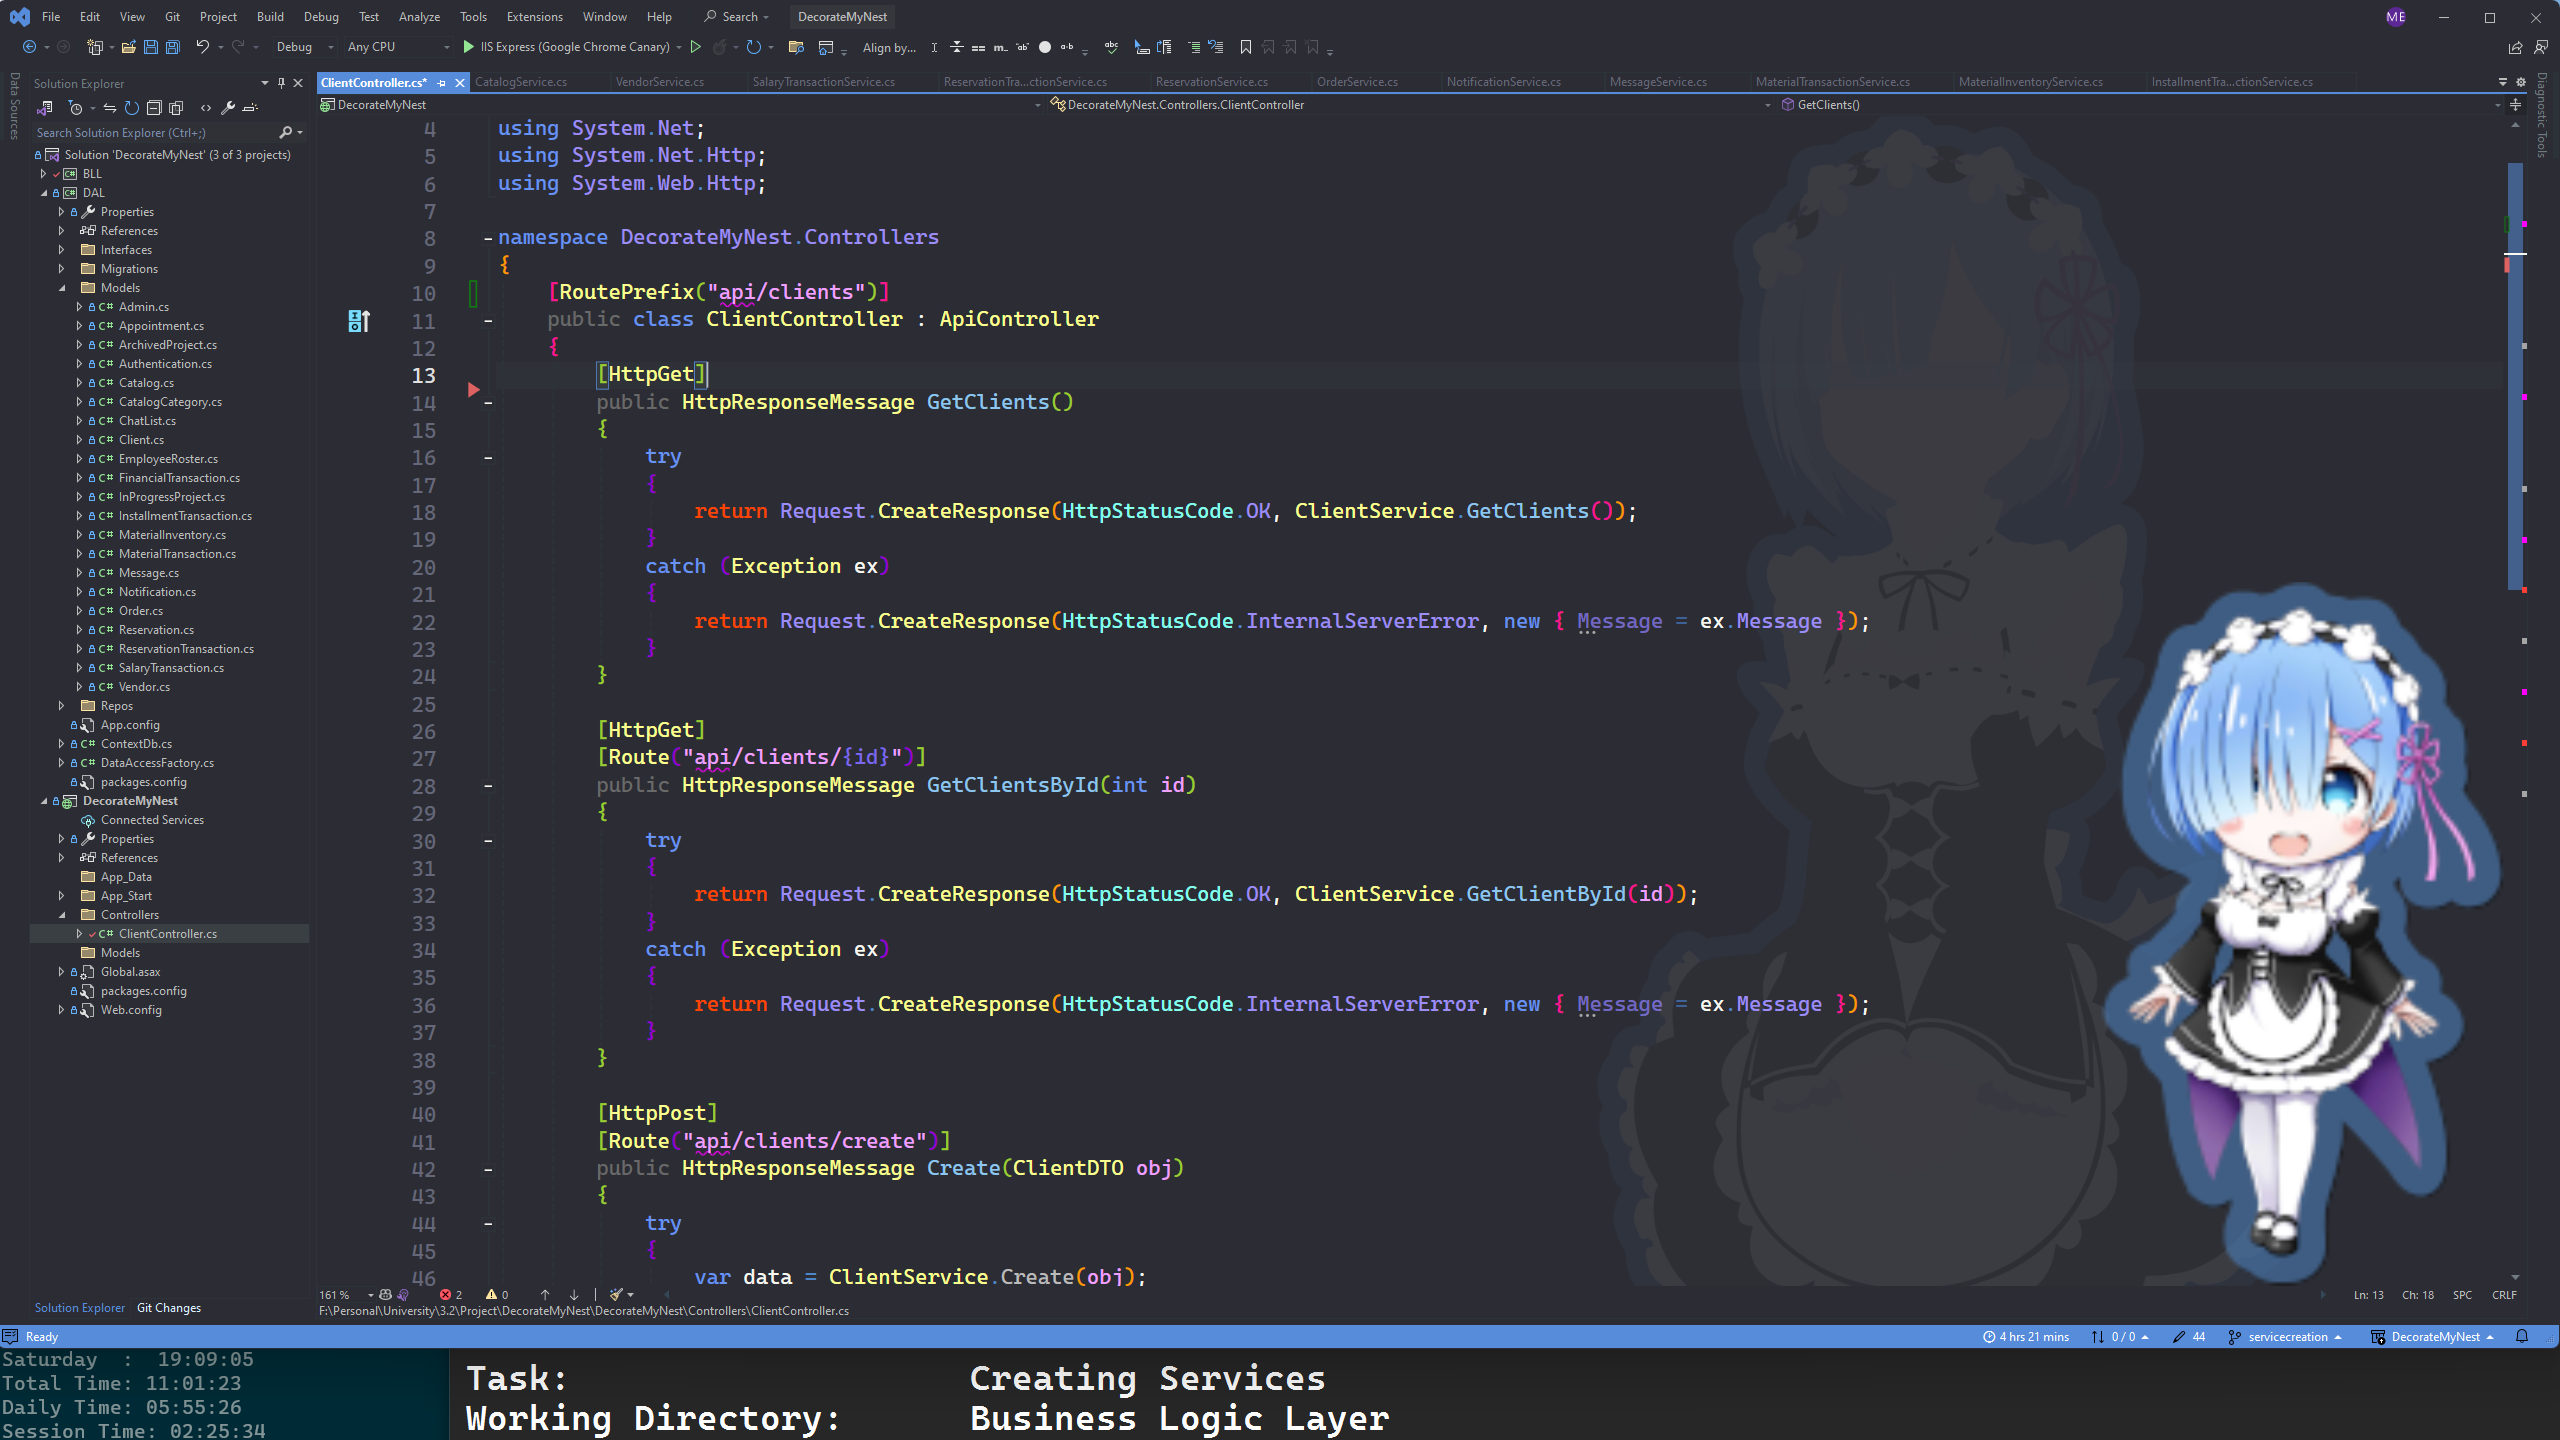 File Edit View Git Project Build Debug Test Analyze Tools Extensions Window Help Search DecorateMyNest ME
Debug Any CPU IIS Express (Google Chrome Canary) Align by...
Data Sources
Solution Explorer
Search Solution Explorer (Ctrl+;)
Solution 'DecorateMyNest' (3 of 3 projects)
BLL
DAL
Properties
References
Interfaces
Migrations
Models
C# Admin.cs
C# Appointment.cs
C# ArchivedProject.cs
C# Authentication.cs
C# Catalog.cs
C# CatalogCategory.cs
C# ChatList.cs
C# Client.cs
C# EmployeeRoster.cs
C# FinancialTransaction.cs
C# InProgressProject.cs
C# InstallmentTransaction.cs
C# MaterialInventory.cs
C# MaterialTransaction.cs
C# Message.cs
C# Notification.cs
C# Order.cs
C# Reservation.cs
C# ReservationTransaction.cs
C# SalaryTransaction.cs
C# Vendor.cs
Repos
App.config
C# ContextDb.cs
C# DataAccessFactory.cs
packages.config
DecorateMyNest
Connected Services
Properties
References
App_Data
App_Start
Controllers
C# ClientController.cs
Models
Global.asax
packages.config
Web.config
Solution Explorer Git Changes
ClientController.cs* CatalogService.cs VendorService.cs SalaryTransactionService.cs ReservationTra...ctionService.cs ReservationService.cs OrderService.cs NotificationService.cs MessageService.cs MaterialTransactionService.cs MaterialInventoryService.cs InstallmentTra...ctionService.cs
DecorateMyNest DecorateMyNest.Controllers.ClientController GetClients()
Diagnostic Tools
4 using System.Net;
5 using System.Net.Http;
6 using System.Web.Http;
7
8 namespace DecorateMyNest.Controllers
9 {
10 [RoutePrefix("api/clients")]
11 public class ClientController : ApiController
12 {
13 [HttpGet]
14 public HttpResponseMessage GetClients()
15 {
16 try
17 {
18 return Request.CreateResponse(HttpStatusCode.OK, ClientService.GetClients());
19 }
20 catch (Exception ex)
21 {
22 return Request.CreateResponse(HttpStatusCode.InternalServerError, new { Message = ex.Message });
23 }
24 }
25
26 [HttpGet]
27 [Route("api/clients/{id}")]
28 public HttpResponseMessage GetClientsById(int id)
29 {
30 try
31 {
32 return Request.CreateResponse(HttpStatusCode.OK, ClientService.GetClientById(id));
33 }
34 catch (Exception ex)
35 {
36 return Request.CreateResponse(HttpStatusCode.InternalServerError, new { Message = ex.Message });
37 }
38 }
39
40 [HttpPost]
41 [Route("api/clients/create")]
42 public HttpResponseMessage Create(ClientDTO obj)
43 {
44 try
45 {
46 var data = ClientService.Create(obj);
161 % 2 0 Ln: 13 Ch: 18 SPC CRLF
F:\Personal\University\3.2\Project\DecorateMyNest\DecorateMyNest\Controllers\ClientController.cs
Ready 4 hrs 21 mins 0 / 0 44 servicecreation DecorateMyNest
Saturday : 19:09:05
Total Time: 11:01:23
Daily Time: 05:55:26
Session Time: 02:25:34
Task: Creating Services
Working Directory: Business Logic Layer